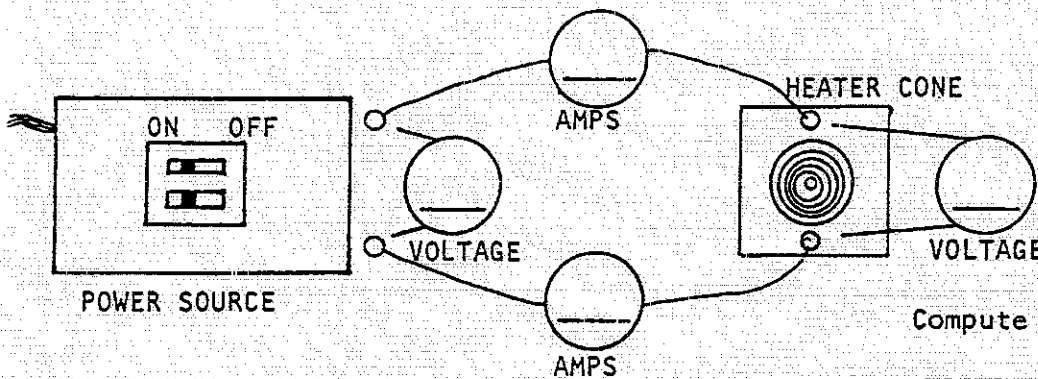 AMPS
HEATER CONE
ON OFF
VOLTAGE
VOLTAGE
POWER SOURCE
Compute
AMPS